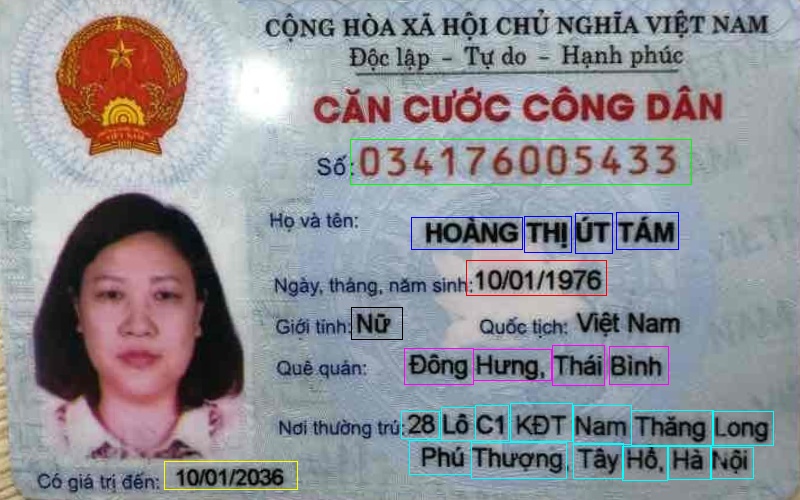 CỘNG HÒA XÃ HỘI CHỦ NGHĨA VIỆT NAM
Độc lập - Tự do - Hạnh phúc
CĂN CƯỚC CÔNG DÂN
Số: 034176005433
Họ và tên: HOÀNG THỊ ÚT TÁM
Ngày, tháng, năm sinh: 10/01/1976
Giới tính: Nữ Quốc tịch: Việt Nam
Quê quán: Đông Hưng, Thái Bình
Nơi thường trú: 28 Lô C1 KĐT Nam Thăng Long
Phú Thượng, Tây Hồ, Hà Nội
Có giá trị đến: 10/01/2036